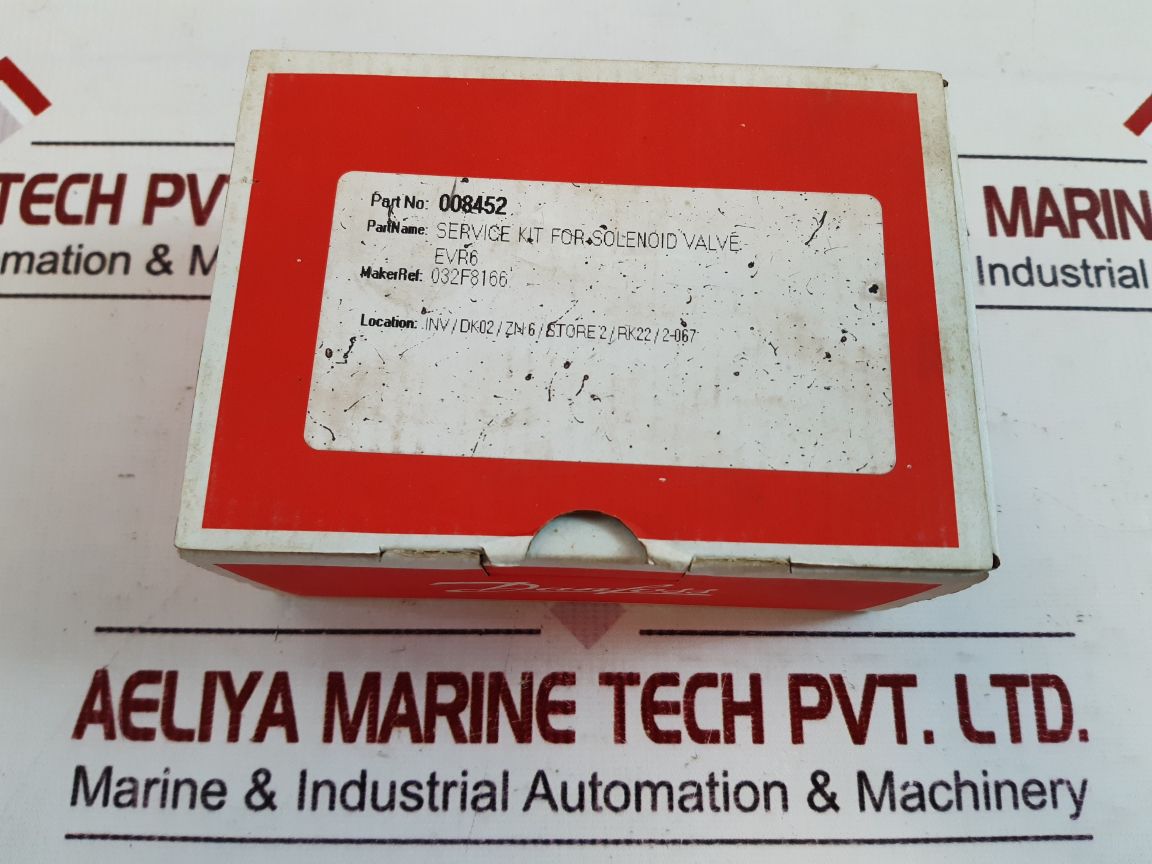 TECH PVT
mation & M
MARIN
Industrial
Part No: 008452
PartName: SERVICE KIT FOR SOLENOID VALVE
EVR6
MakerRef: 032F8166
Location: INV / DK02 / ZN 6 / STORE 2 / RK22 / 2-067
Danfoss
AELIYA MARINE TECH PVT. LTD.
Marine & Industrial Automation & Machinery